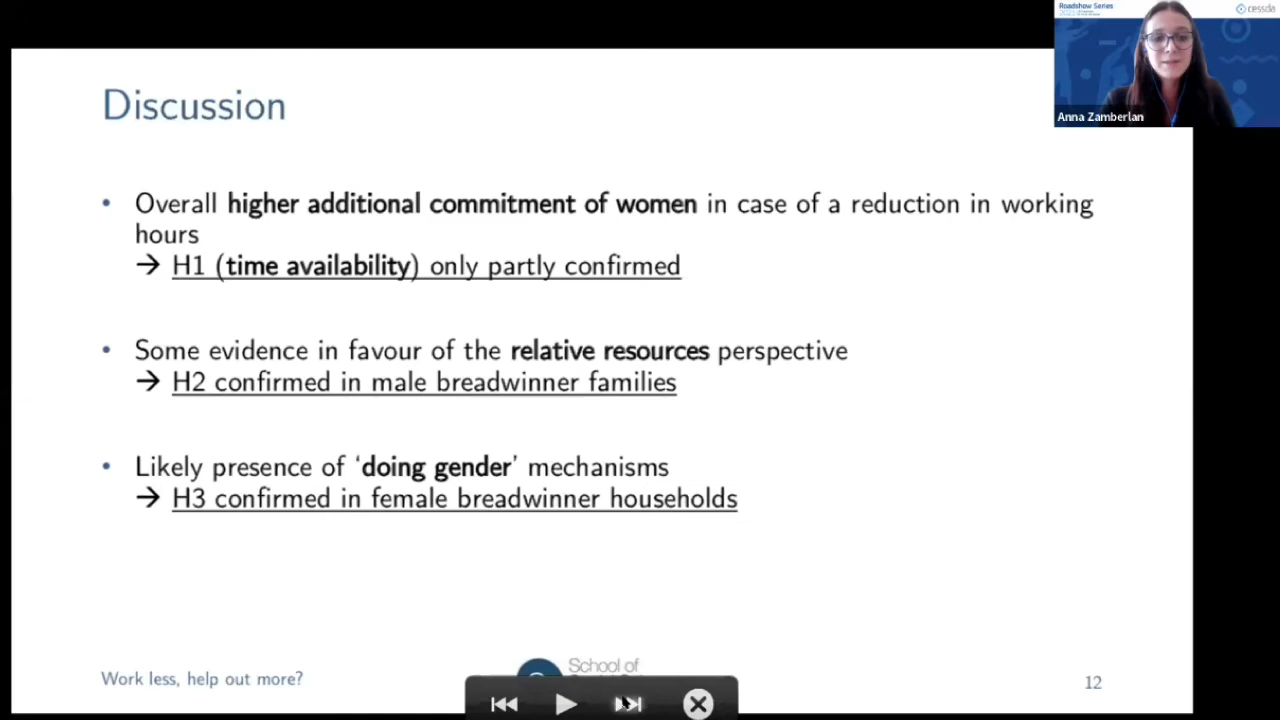 Roadshow Series
cessda
Anna Zamberlan
Discussion
• Overall higher additional commitment of women in case of a reduction in working
hours
→ H1 (time availability) only partly confirmed
• Some evidence in favour of the relative resources perspective
→ H2 confirmed in male breadwinner families
• Likely presence of ‘doing gender’ mechanisms
→ H3 confirmed in female breadwinner households
Work less, help out more?
School of
12